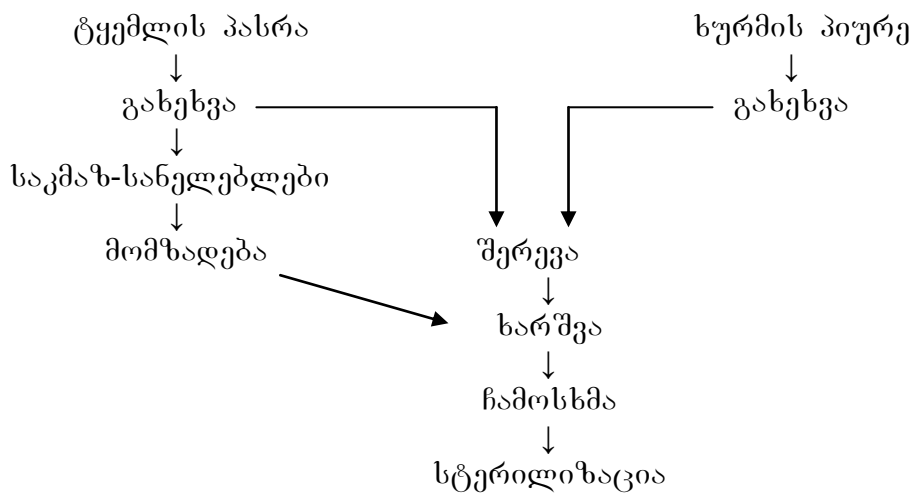 ტყემლის პასრა
ხურმის პიურე
გახეხვა
გახეხვა
საკმაზ-სანელებლები
მომზადება
შერევა
ხარშვა
ჩამოსხმა
სტერილიზაცია